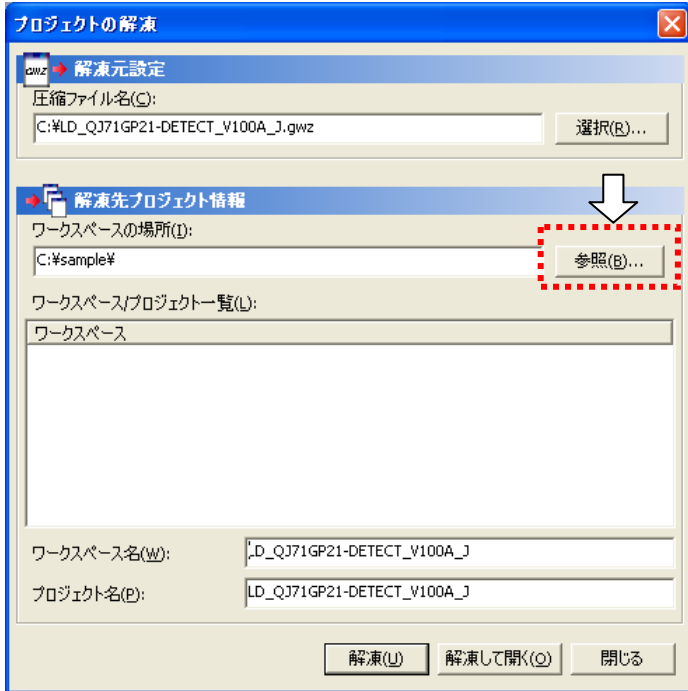 プロジェクトの解凍
GWZ 解凍元設定
圧縮ファイル名(C):
C:¥LD_QJ71GP21-DETECT_V100A_J.gwz 選択(R)...
解凍先プロジェクト情報
ワークスペースの場所(I):
C:¥sample¥ 参照(B)...
ワークスペース/プロジェクト一覧(L):
ワークスペース
ワークスペース名(W): LD_QJ71GP21-DETECT_V100A_J
プロジェクト名(P): LD_QJ71GP21-DETECT_V100A_J
解凍(U) 解凍して開く(O) 閉じる